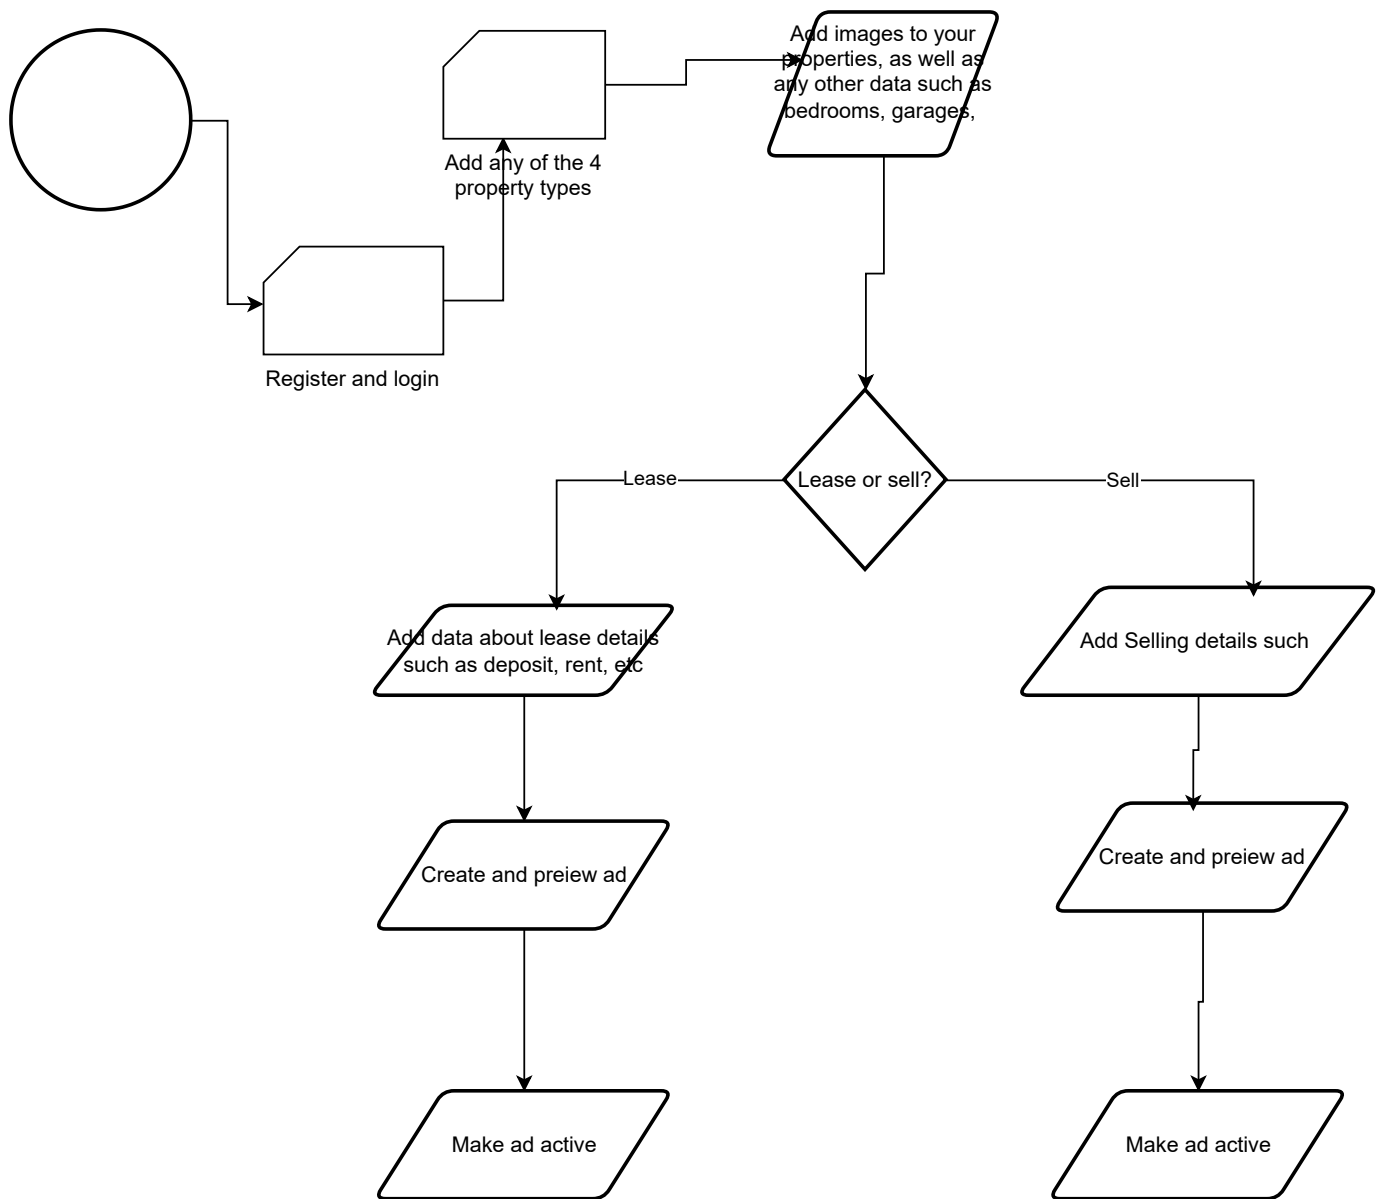 Add images to your
properties, as well as
any other data such as
bedrooms, garages,
Add any of the 4
property types
Register and login
Lease or sell?
Lease
Sell
Add data about lease details
such as deposit, rent, etc
Add Selling details such
Create and preiew ad
Create and preiew ad
Make ad active
Make ad active